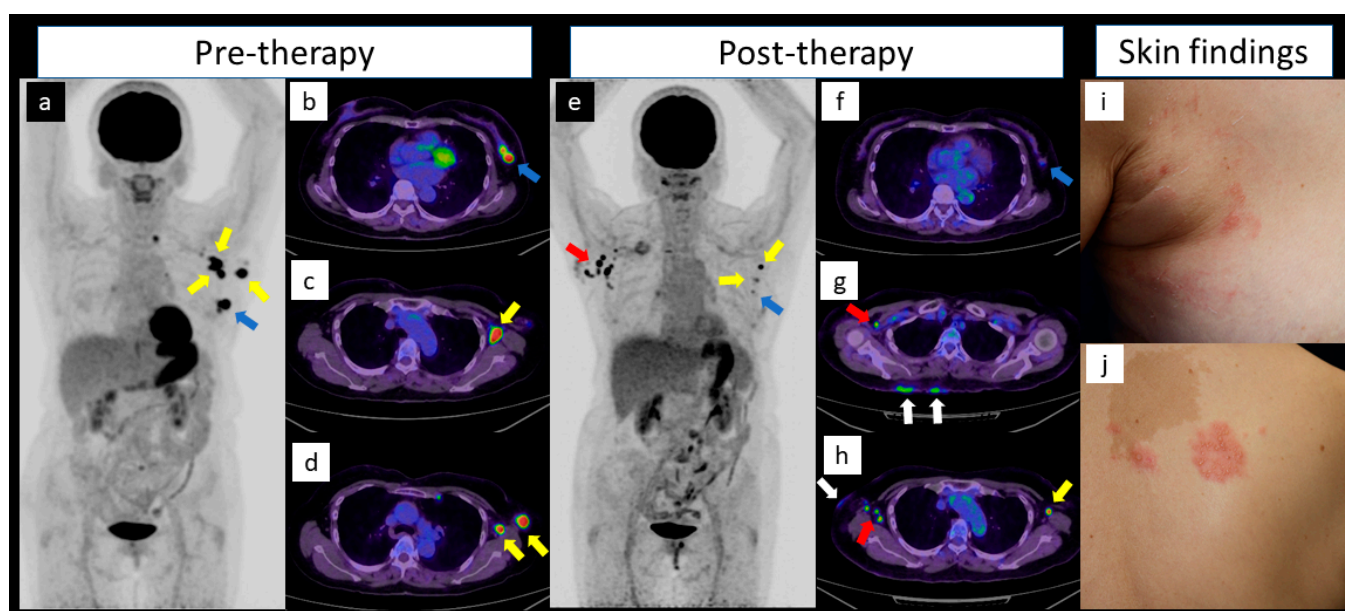 Pre-therapy
Post-therapy
Skin findings
a
b
c
d
e
f
g
h
i
j